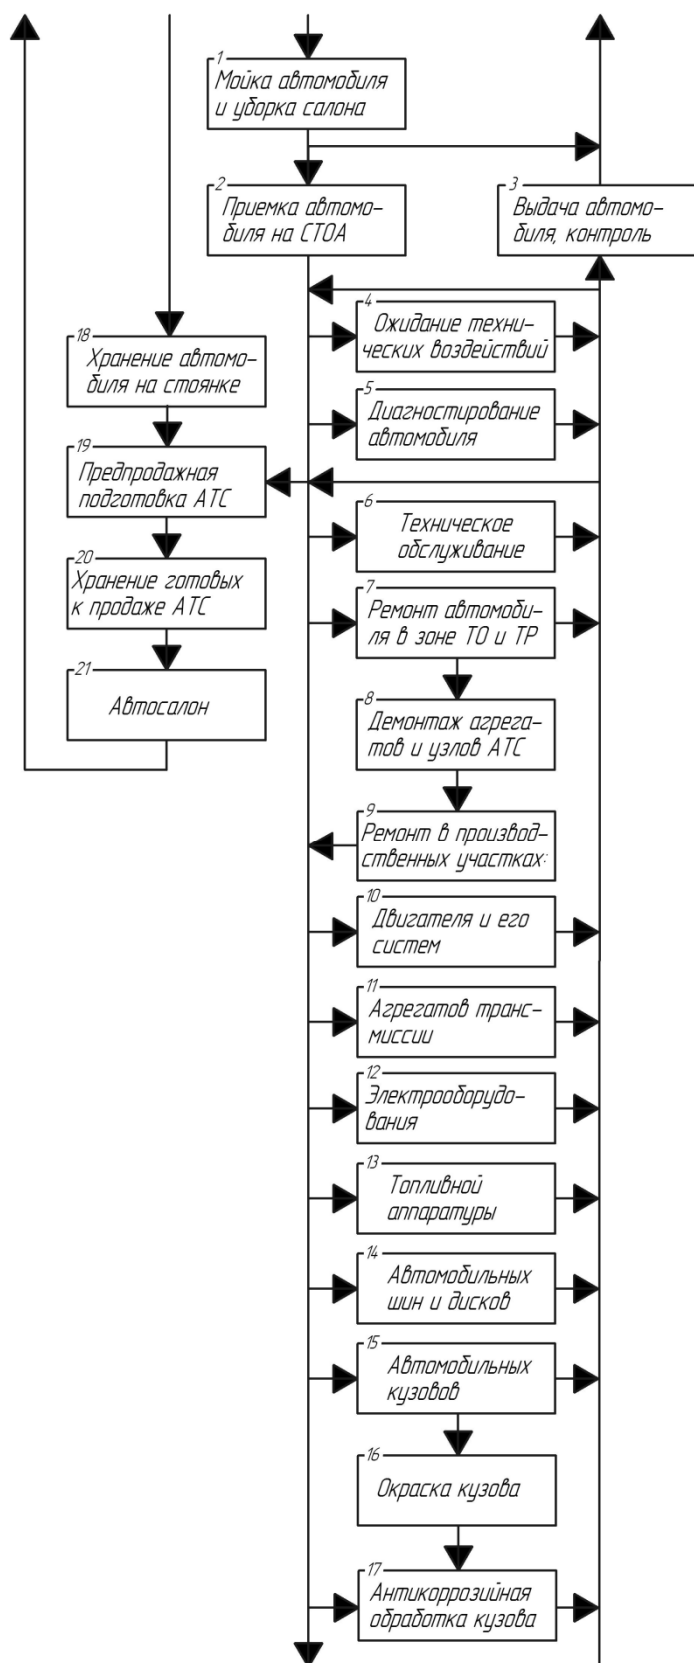 1
Мойка автомобиля
и уборка салона
2
Приемка автомо-
биля на СТОА
3
Выдача автомо-
биля, контроль
4
Ожидание техни-
ческих воздействий
18
Хранение автомо-
биля на стоянке
5
Диагностирование
автомобиля
19
Предпродажная
подготовка АТС
6
Техническое
обслуживание
20
Хранение готовых
к продаже АТС
7
Ремонт автомоби-
ля в зоне ТО и ТР
21
Автосалон
8
Демонтаж агрега-
тов и узлов АТС
9
Ремонт в производ-
ственных участках:
10
Двигателя и его
систем
11
Агрегатов транс-
миссии
12
Электрооборудо-
вания
13
Топливной
аппаратуры
14
Автомобильных
шин и дисков
15
Автомобильных
кузовов
16
Окраска кузова
17
Антикоррозийная
обработка кузова